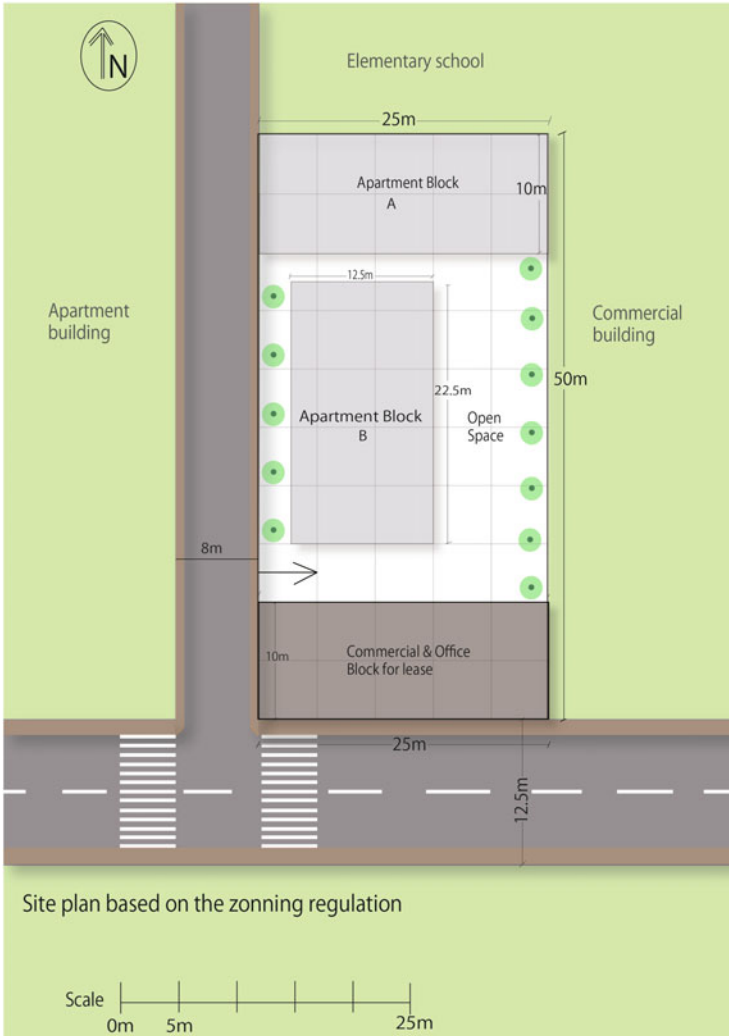 N
Elementary school
25m
Apartment Block
A
10m
12.5m
Apartment
building
Commercial
building
50m
22.5m
Apartment Block
B
Open
Space
8m
10m
Commercial & Office
Block for lease
25m
12.5m
Site plan based on the zonning regulation
Scale
0m 5m 25m